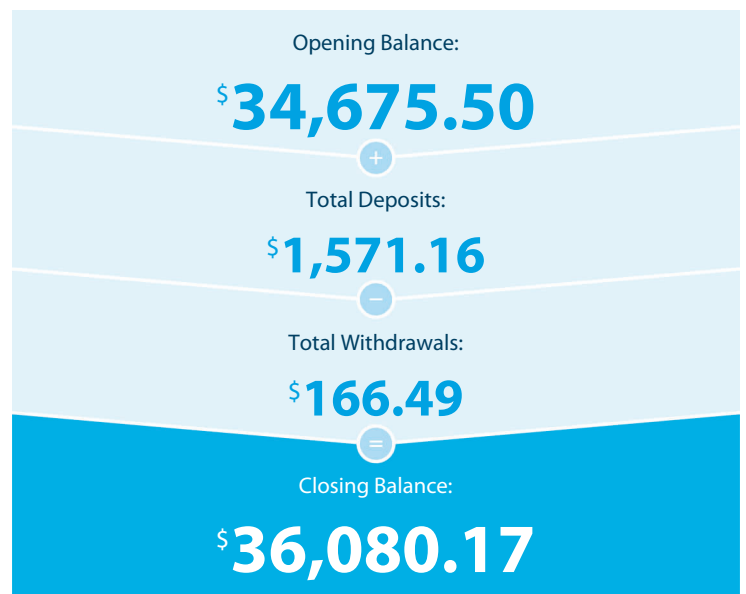 Opening Balance:
$34,675.50
+
Total Deposits:
$1,571.16
−
Total Withdrawals:
$166.49
=
Closing Balance:
$36,080.17